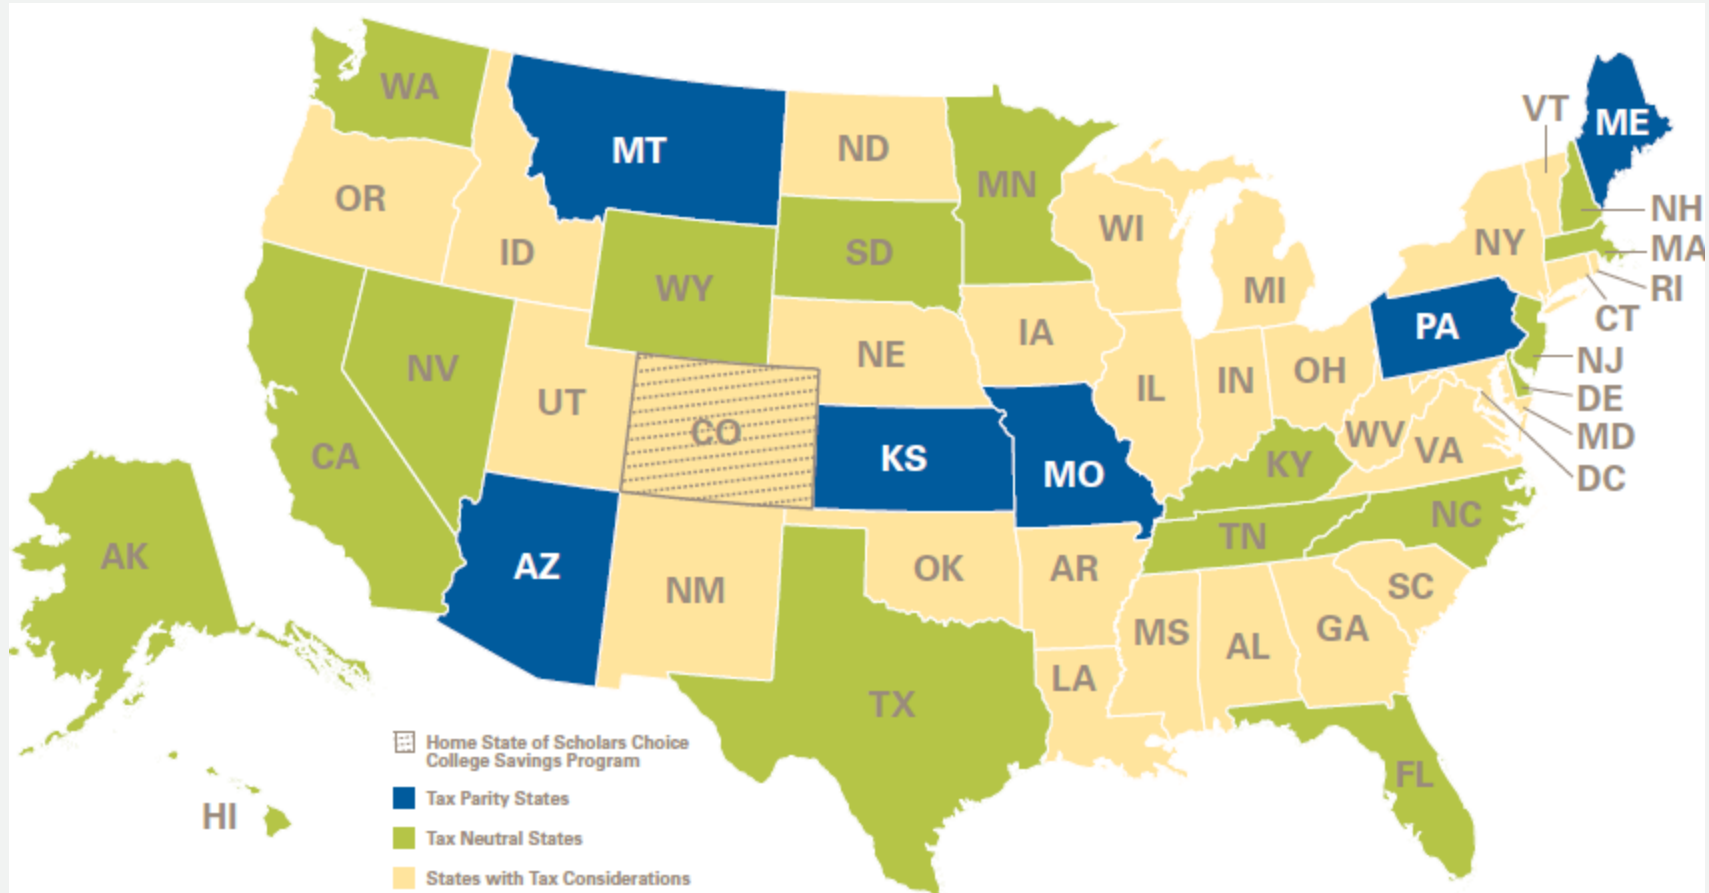 WA
MT
ND
MN
VT
ME
OR
ID
WY
SD
WI
MI
NY
NH
MA
RI
CT
NV
UT
CO
NE
IA
IL
IN
OH
PA
NJ
DE
MD
DC
CA
KS
MO
KY
WV
VA
AK
AZ
NM
OK
AR
TN
NC
SC
TX
LA
MS
AL
GA
FL
HI
Home State of Scholars Choice
College Savings Program
Tax Parity States
Tax Neutral States
States with Tax Considerations